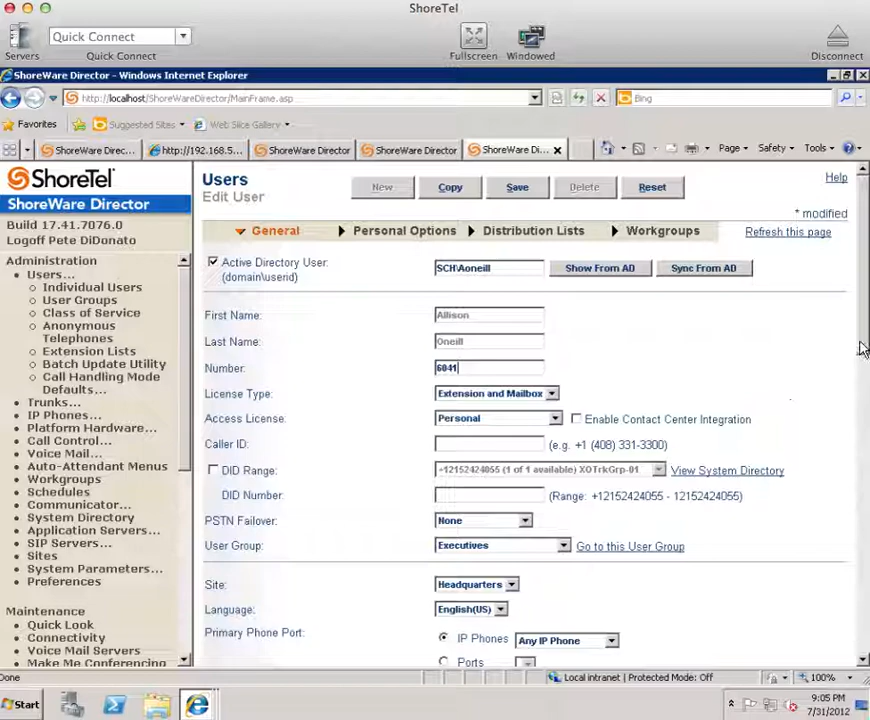 ShoreTel
Quick Connect
Servers
Quick Connect
Fullscreen
Windowed
Disconnect
ShoreWare Director - Windows Internet Explorer
http://localhost/ShoreWareDirector/MainFrame.asp
Bing
Favorites
Suggested Sites
Web Slice Gallery
ShoreWare Direc...
http://192.168.5...
ShoreWare Director
ShoreWare Director
ShoreWare Di...
Page
Safety
Tools
ShoreTel
ShoreWare Director
Build 17.41.7076.0
Logoff Pete DiDonato
Administration
Users...
Individual Users
User Groups
Class of Service
Anonymous
Telephones
Extension Lists
Batch Update Utility
Call Handling Mode
Defaults...
Trunks...
IP Phones...
Platform Hardware...
Call Control...
Voice Mail...
Auto-Attendant Menus
Workgroups
Schedules
Communicator...
System Directory
Application Servers...
SIP Servers...
Sites
System Parameters...
Preferences
Maintenance
Quick Look
Connectivity
Voice Mail Servers
Make Me Conferencing
Users
Edit User
New
Copy
Save
Delete
Reset
Help
* modified
General
Personal Options
Distribution Lists
Workgroups
Refresh this page
Active Directory User:
(domain\userid)
SCH\Aoneill
Show From AD
Sync From AD
First Name:
Allison
Last Name:
Oneill
Number:
6041
License Type:
Extension and Mailbox
Access License:
Personal
Enable Contact Center Integration
Caller ID:
(e.g. +1 (408) 331-3300)
DID Range:
+12152424055 (1 of 1 available) XOTrkGrp-01
View System Directory
DID Number:
(Range: +12152424055 - 12152424055)
PSTN Failover:
None
User Group:
Executives
Go to this User Group
Site:
Headquarters
Language:
English(US)
Primary Phone Port:
IP Phones
Any IP Phone
Ports
Done
Local intranet | Protected Mode: Off
100%
Start
9:05 PM
7/31/2012